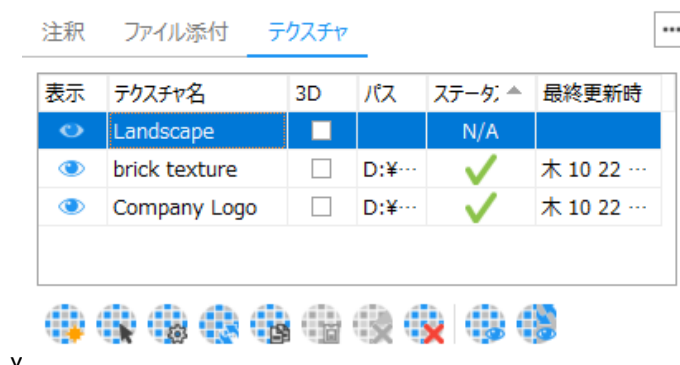 注釈 ファイル添付 テクスチャ ...
表示 テクスチャ名 3D パス ステータス 最終更新時
Landscape N/A
brick texture D:¥… 木 10 22 …
Company Logo D:¥… 木 10 22 …
Y